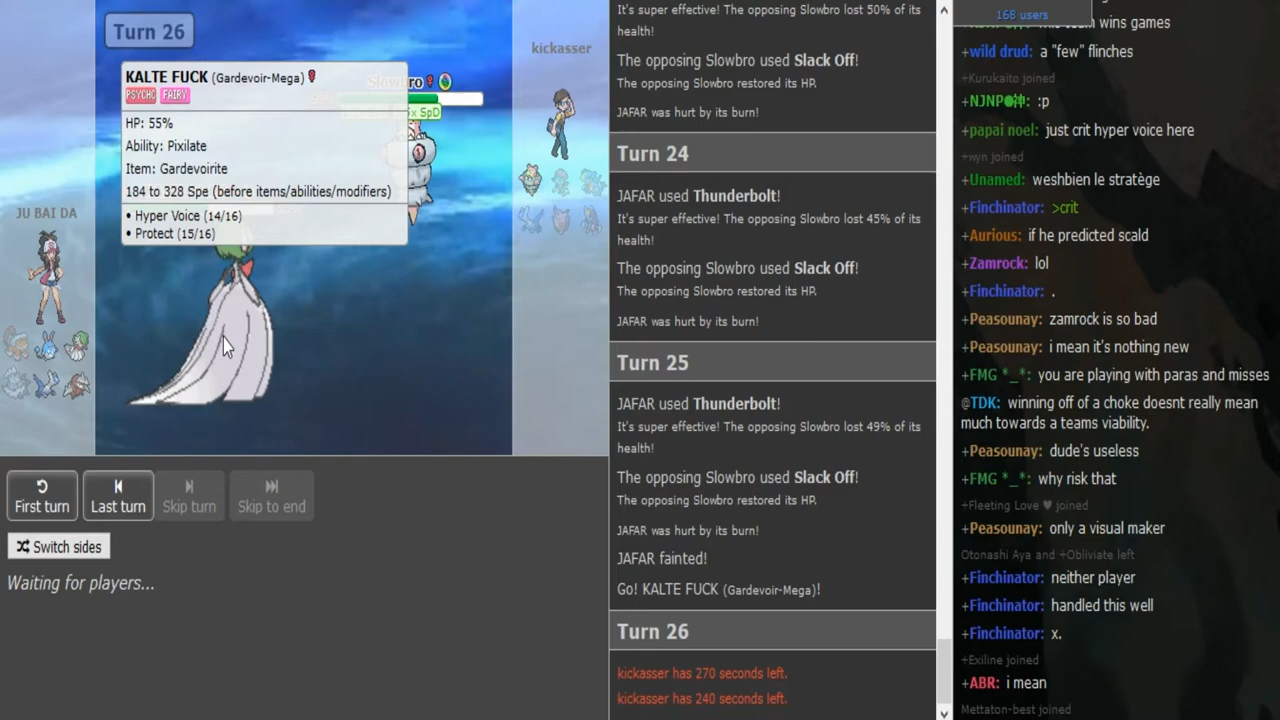 Turn 26
kickasser
KALTE FUCK (Gardevoir-Mega)
PSYCHC FAIRY
HP: 55%
Ability: Pixilate
Item: Gardevoirite
184 to 328 Spe (before items/abilities/modifiers)
• Hyper Voice (14/16)
• Protect (15/16)
x SpD
JU BAI DA
First turn
Last turn
Skip turn
Skip to end
Switch sides
Waiting for players...
It's super effective! The opposing Slowbro lost 50% of its
health!
The opposing Slowbro used Slack Off!
The opposing Slowbro restored its HP.
JAFAR was hurt by its burn!
Turn 24
JAFAR used Thunderbolt!
It's super effective! The opposing Slowbro lost 45% of its
health!
The opposing Slowbro used Slack Off!
The opposing Slowbro restored its HP.
JAFAR was hurt by its burn!
Turn 25
JAFAR used Thunderbolt!
It's super effective! The opposing Slowbro lost 49% of its
health!
The opposing Slowbro used Slack Off!
The opposing Slowbro restored its HP.
JAFAR was hurt by its burn!
JAFAR fainted!
Go! KALTE FUCK (Gardevoir-Mega)!
Turn 26
kickasser has 270 seconds left.
kickasser has 240 seconds left.
168 users
wins games
+wild drud: a "few" flinches
+Kurukaito joined
+NJNP●神: :p
+papai noel: just crit hyper voice here
+wyn joined
+Unamed: weshbien le stratège
+Finchinator: >crit
+Aurious: if he predicted scald
+Zamrock: lol
+Finchinator: .
+Peasounay: zamrock is so bad
+Peasounay: i mean it's nothing new
+FMG *_*: you are playing with paras and misses
@TDK: winning off of a choke doesnt really mean
much towards a teams viability.
+Peasounay: dude's useless
+FMG *_*: why risk that
+Fleeting Love ♥ joined
+Peasounay: only a visual maker
Otonashi Aya and +Obliviate left
+Finchinator: neither player
+Finchinator: handled this well
+Finchinator: x.
+Exiline joined
+ABR: i mean
Mettaton-best joined